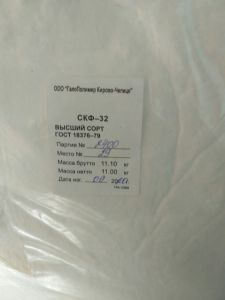 ООО "ГалоПолимер Кирово-Чепецк"
СКФ-32
ВЫСШИЙ СОРТ
ГОСТ 18376-79
Партия №
Место № 29
Масса брутто 11.10 кг
Масса нетто 11.00 кг
Дата изг.